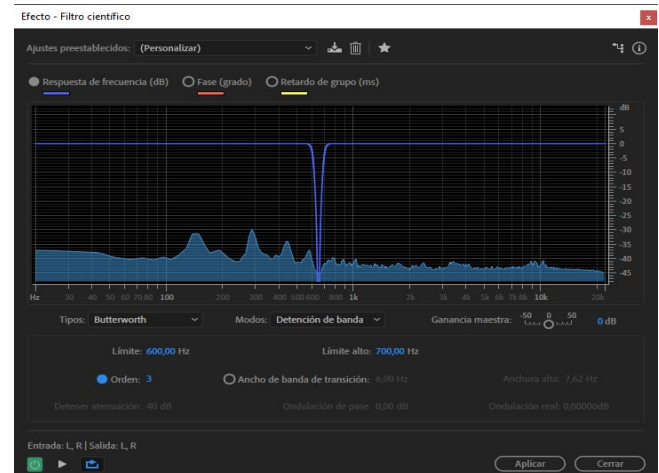 Efecto - Filtro científico
x
Ajustes preestablecidos: (Personalizar)
Respuesta de frecuencia (dB) Fase (grado) Retardo de grupo (ms)
dB
5
0
-5
-10
-15
-20
-25
-30
-35
-40
-45
Hz 30 40 50 60 70 80 100 200 300 400 500 600 800 1k 2k 3k 4k 5k 6k 7k 8k 10k 20k
Tipos: Butterworth Modos: Detención de banda Ganancia maestra: -50 0 50 0 dB
Límite: 600,00 Hz Límite alto: 700,00 Hz
Orden: 3 Ancho de banda de transición: 6,00 Hz Anchura alta: 7,62 Hz
Detener atenuación: 40 dB Ondulación de pase: 0,00 dB Ondulación real: 0,00000dB
Entrada: L, R | Salida: L, R
Aplicar Cerrar